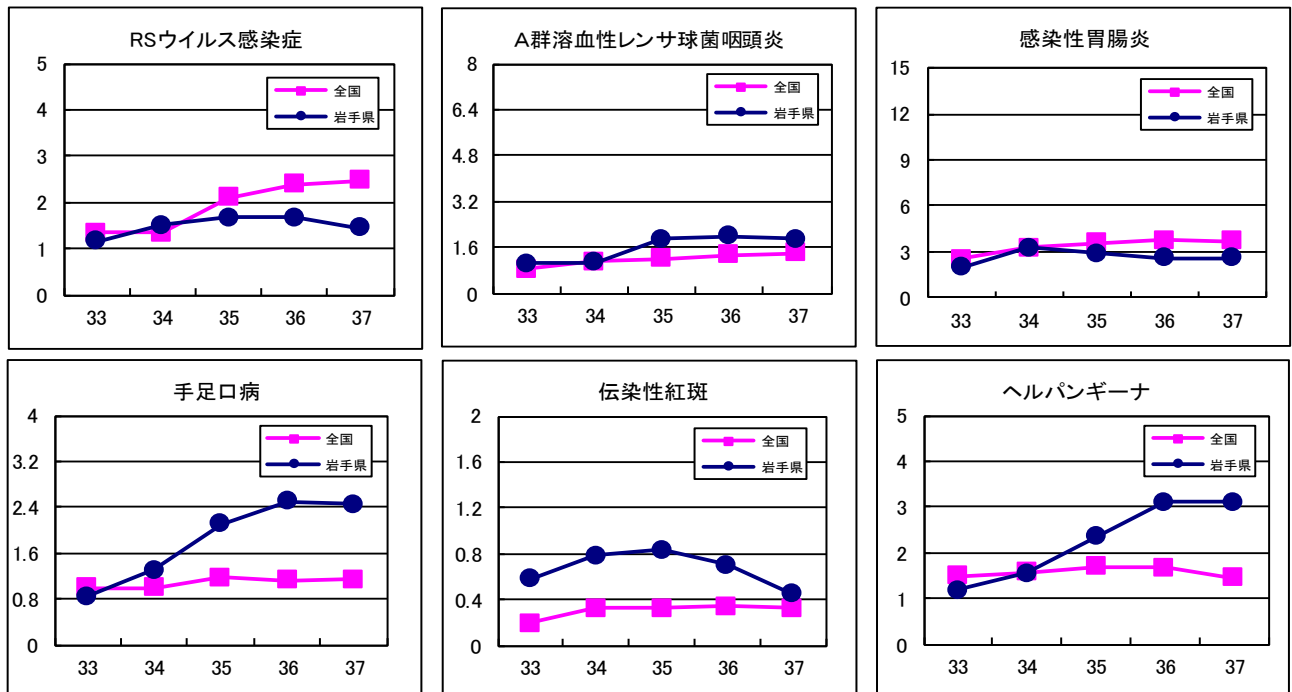 RSウイルス感染症
5
4
3
2
1
0
全国
岩手県
33 34 35 36 37
A群溶血性レンサ球菌咽頭炎
8
6.4
4.8
3.2
1.6
0
全国
岩手県
33 34 35 36 37
感染性胃腸炎
15
12
9
6
3
0
全国
岩手県
33 34 35 36 37
手足口病
4
3.2
2.4
1.6
0.8
0
全国
岩手県
33 34 35 36 37
伝染性紅斑
2
1.6
1.2
0.8
0.4
0
全国
岩手県
33 34 35 36 37
ヘルパンギーナ
5
4
3
2
1
0
全国
岩手県
33 34 35 36 37